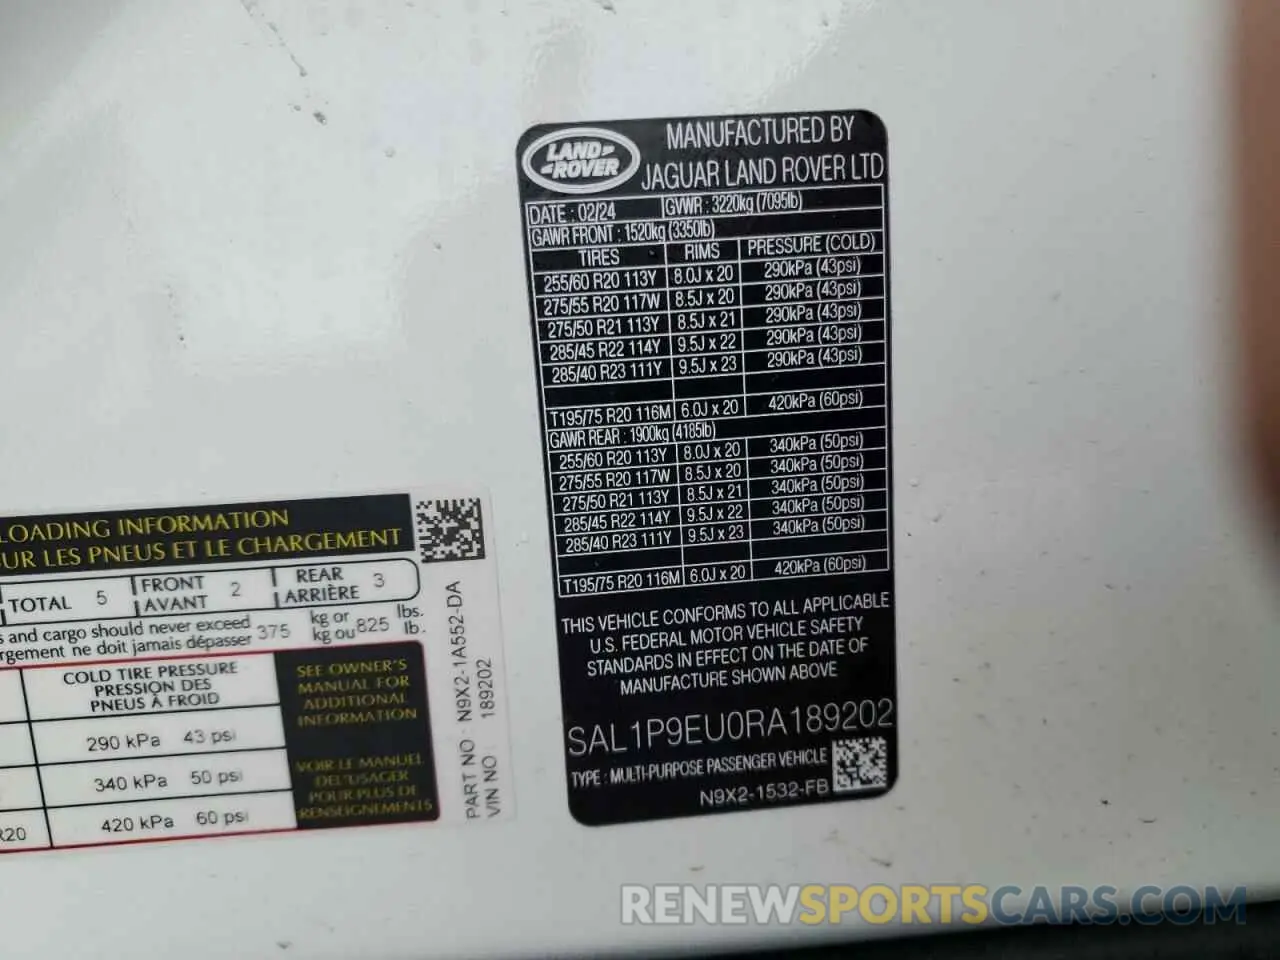 LAND ROVER
MANUFACTURED BY
JAGUAR LAND ROVER LTD
DATE : 02/24 GVWR : 3220kg (7095lb)
GAWR FRONT : 1520kg (3350lb)
TIRES RIMS PRESSURE (COLD)
255/60 R20 113Y 8.0J x 20 290kPa (43psi)
275/55 R20 117W 8.5J x 20 290kPa (43psi)
275/50 R21 113Y 8.5J x 21 290kPa (43psi)
285/45 R22 114Y 9.5J x 22 290kPa (43psi)
285/40 R23 111Y 9.5J x 23 290kPa (43psi)
T195/75 R20 116M 6.0J x 20 420kPa (60psi)
GAWR REAR : 1900kg (4185lb)
255/60 R20 113Y 8.0J x 20 340kPa (50psi)
275/55 R20 117W 8.5J x 20 340kPa (50psi)
275/50 R21 113Y 8.5J x 21 340kPa (50psi)
285/45 R22 114Y 9.5J x 22 340kPa (50psi)
285/40 R23 111Y 9.5J x 23 340kPa (50psi)
T195/75 R20 116M 6.0J x 20 420kPa (60psi)
THIS VEHICLE CONFORMS TO ALL APPLICABLE
U.S. FEDERAL MOTOR VEHICLE SAFETY
STANDARDS IN EFFECT ON THE DATE OF
MANUFACTURE SHOWN ABOVE
SAL1P9EU0RA189202
TYPE : MULTI-PURPOSE PASSENGER VEHICLE
N9X2-1532-FB
LOADING INFORMATION
UR LES PNEUS ET LE CHARGEMENT
TOTAL 5 FRONT 2 REAR 3
AVANT ARRIÈRE
s and cargo should never exceed 375 kg or 825 lbs.
rgement ne doit jamais dépasser kg ou lb.
COLD TIRE PRESSURE
PRESSION DES
PNEUS À FROID
290 kPa 43 psi
340 kPa 50 psi
R20 420 kPa 60 psi
SEE OWNER'S
MANUAL FOR
ADDITIONAL
INFORMATION
VOIR LE MANUEL
DE L'USAGER
POUR PLUS DE
RENSEIGNEMENTS
PART NO N9X2-1A552-DA
VIN NO 189202
RENEWSPORTSCARS.COM